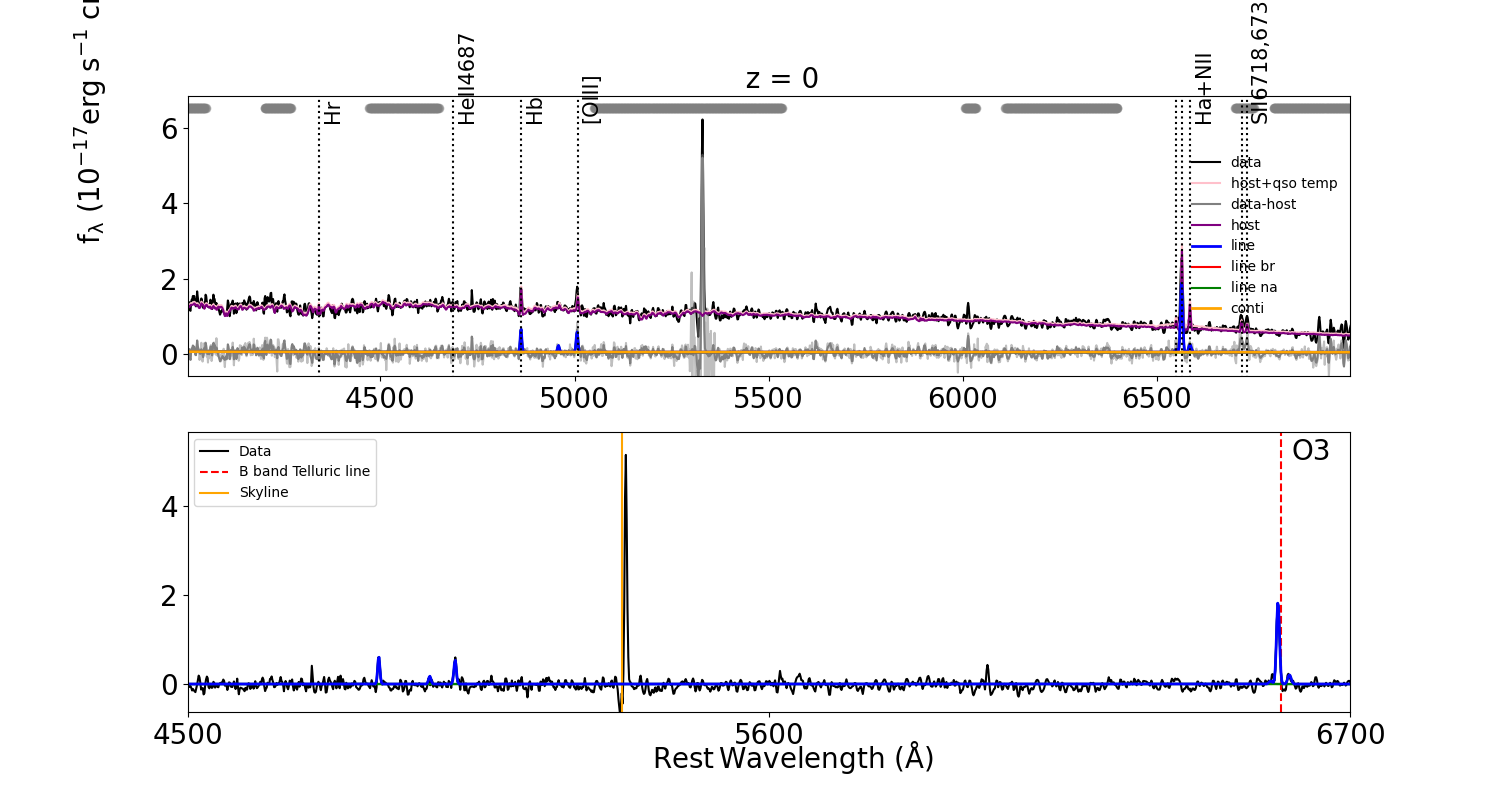 z = 0
f_λ (10^−17 erg s^−1 c
Hr
HeII4687
Hb
[OIII]
Ha+NII
SII6718,673
6
4
2
0
data
host+qso temp
data-host
host
line
line br
line na
conti
4500 5000 5500 6000 6500
Data
B band Telluric line
Skyline
O3
4
2
0
4500 5600 6700
Rest Wavelength (Å)